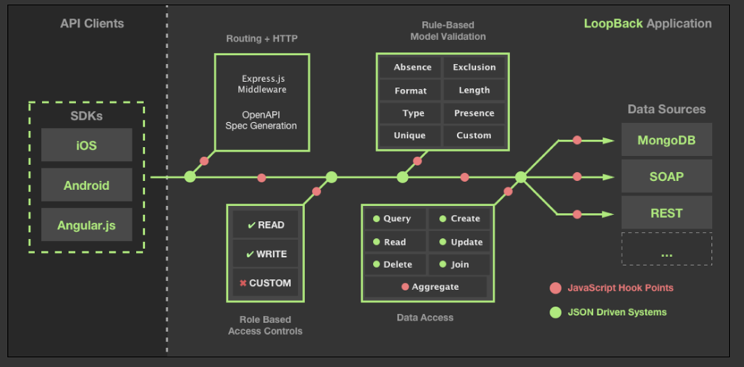 API Clients
LoopBack Application
Routing + HTTP
Express.js
Middleware
OpenAPI
Spec Generation
Rule-Based
Model Validation
Absence
Exclusion
Format
Length
Type
Presence
Unique
Custom
SDKs
iOS
Android
Angular.js
Data Sources
MongoDB
SOAP
REST
...
✔ READ
✔ WRITE
✖ CUSTOM
Role Based
Access Controls
Query
Create
Read
Update
Delete
Join
Aggregate
Data Access
JavaScript Hook Points
JSON Driven Systems